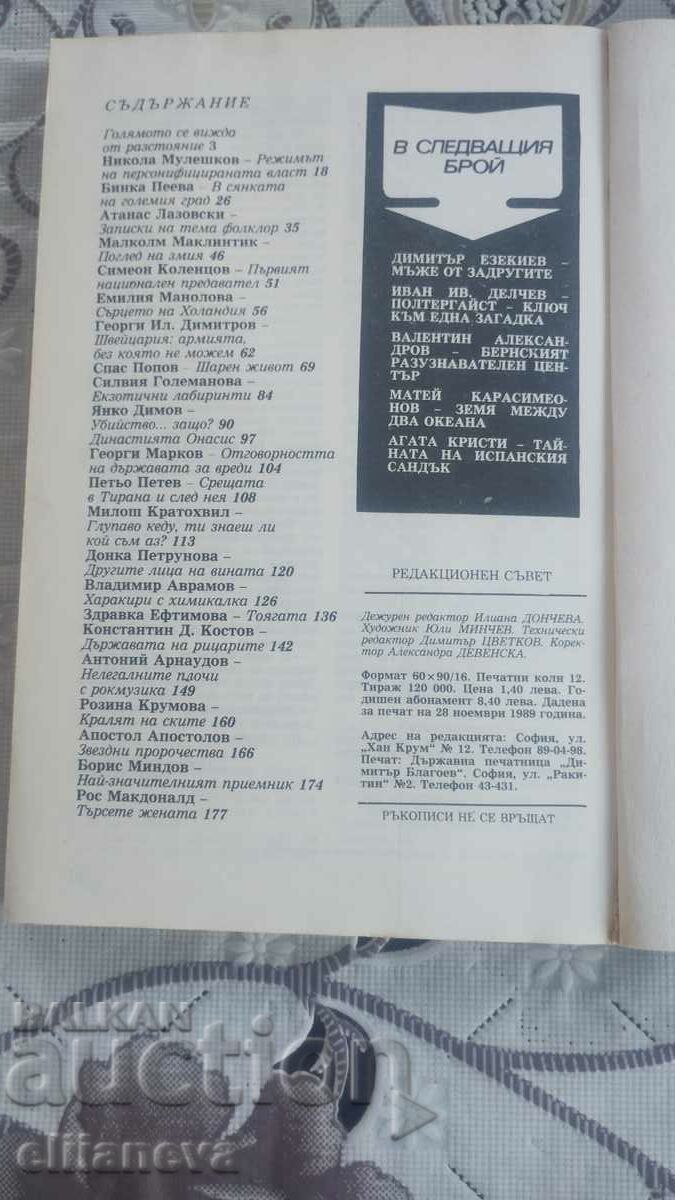 СЪДЪРЖАНИЕ
Голямото се вижда
от разстояние 3
Никола Мулешков – Режимът
на персонифицираната власт 18
Бинка Пеева – В сянката
на големия град 26
Атанас Лазовски –
Записки на тема фолклор 35
Малколм Маклинтик –
Поглед на змия 46
Симеон Коленцов – Първият
национален предавател 51
Емилия Манолова –
Сърцето на Холандия 56
Георги Ил. Димитров –
Швейцария: армията,
без която не можем 62
Спас Попов – Шарен живот 69
Силвия Големанова –
Екзотични лабиринти 84
Янко Димов –
Убийство... защо? 90
Династията Онасис 97
Георги Марков – Отговорността
на държавата за вреди 104
Петьо Петев – Срещата
в Тирана и след нея 108
Милош Кратохвил –
Глупаво кеду, ти знаеш ли
кой съм аз? 113
Донка Петрунова –
Другите лица на вината 120
Владимир Аврамов –
Харакири с химикалка 126
Здравка Ефтимова – Тоягата 136
Константин Д. Костов –
Държавата на рицарите 142
Антоний Арнаудов –
Нелегалните плочи
с рокмузика 149
Розина Крумова –
Кралят на ските 160
Апостол Апостолов –
Звездни пророчества 166
Борис Миндов –
Най-значителният приемник 174
Рос Макдоналд –
Търсете жената 177
В СЛЕДВАЩИЯ
БРОЙ
ДИМИТЪР ЕЗЕКИЕВ –
МЪЖЕ ОТ ЗАДРУГИТЕ
ИВАН ИВ. ДЕЛЧЕВ –
ПОЛТЕРГАЙСТ – КЛЮЧ
КЪМ ЕДНА ЗАГАДКА
ВАЛЕНТИН АЛЕКСАН-
ДРОВ – БЕРНСКИЯТ
РАЗУЗНАВАТЕЛЕН ЦЕН-
ТЪР
МАТЕЙ КАРАСИМЕО-
НОВ – ЗЕМЯ МЕЖДУ
ДВА ОКЕАНА
АГАТА КРИСТИ – ТАЙ-
НАТА НА ИСПАНСКИЯ
САНДЪК
РЕДАКЦИОНЕН СЪВЕТ
Дежурен редактор Илиана ДОНЧЕВА.
Художник Юли МИНЧЕВ. Технически
редактор Димитър ЦВЕТКОВ. Корек-
тор Александра ДЕВЕНСКА.
Формат 60×90/16. Печатни коли 12.
Тираж 120 000. Цена 1,40 лева. Го-
дишен абонамент 8,40 лева. Дадена
за печат на 28 ноември 1989 година.
Адрес на редакцията: София, ул.
„Хан Крум“ № 12. Телефон 89-04-98.
Печат: Държавна печатница „Ди-
митър Благоев“. София, ул. „Раки-
тин“ №2. Телефон 43-431.
РЪКОПИСИ НЕ СЕ ВРЪЩАТ
BALKAN
auction
elianeva